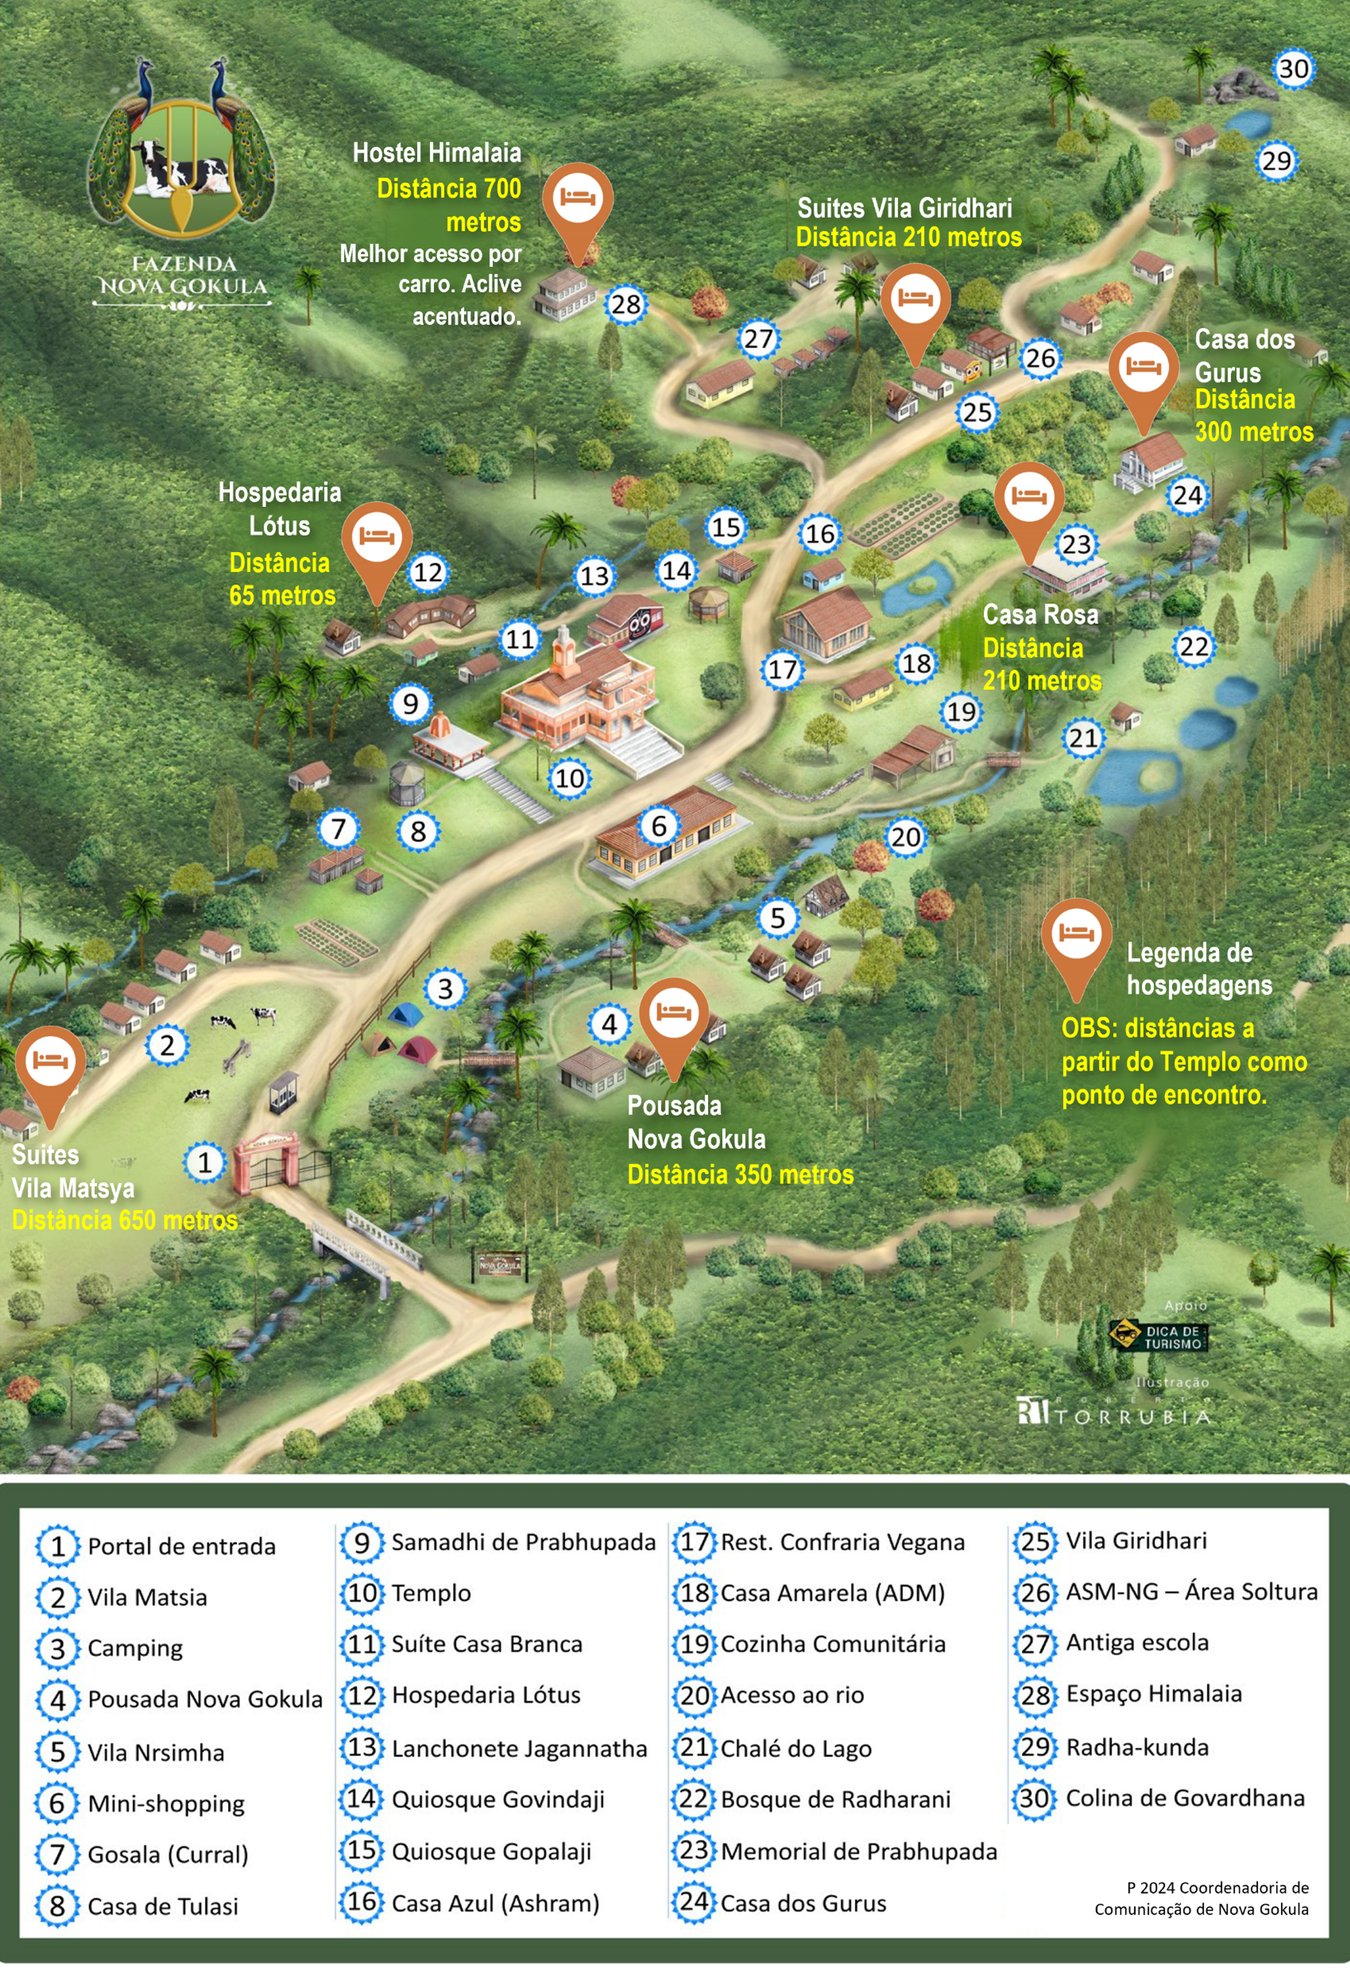 FAZENDA
NOVA GOKULA
Hostel Himalaia
Distância 700
metros
Melhor acesso por
carro. Aclive
acentuado.
Suites Vila Giridhari
Distância 210 metros
Casa dos
Gurus
Distância
300 metros
Hospedaria
Lótus
Distância
65 metros
Casa Rosa
Distância
210 metros
Legenda de
hospedagens
OBS: distâncias a
partir do Templo como
ponto de encontro.
Pousada
Nova Gokula
Distância 350 metros
Suites
Vila Matsya
Distância 650 metros
30
29
28
27
26
25
24
23
22
21
20
19
18
17
16
15
14
13
12
11
10
9
8
7
6
5
4
3
2
1
NOVA GOKULA
NOVA GOKULA
Apoio
DICA DE
TURISMO
Ilustração
RT ROBERTO
TORRUBIA
1 Portal de entrada
2 Vila Matsia
3 Camping
4 Pousada Nova Gokula
5 Vila Nrsimha
6 Mini-shopping
7 Gosala (Curral)
8 Casa de Tulasi
9 Samadhi de Prabhupada
10 Templo
11 Suíte Casa Branca
12 Hospedaria Lótus
13 Lanchonete Jagannatha
14 Quiosque Govindaji
15 Quiosque Gopalaji
16 Casa Azul (Ashram)
17 Rest. Confraria Vegana
18 Casa Amarela (ADM)
19 Cozinha Comunitária
20 Acesso ao rio
21 Chalé do Lago
22 Bosque de Radharani
23 Memorial de Prabhupada
24 Casa dos Gurus
25 Vila Giridhari
26 ASM-NG – Área Soltura
27 Antiga escola
28 Espaço Himalaia
29 Radha-kunda
30 Colina de Govardhana
P 2024 Coordenadoria de
Comunicação de Nova Gokula